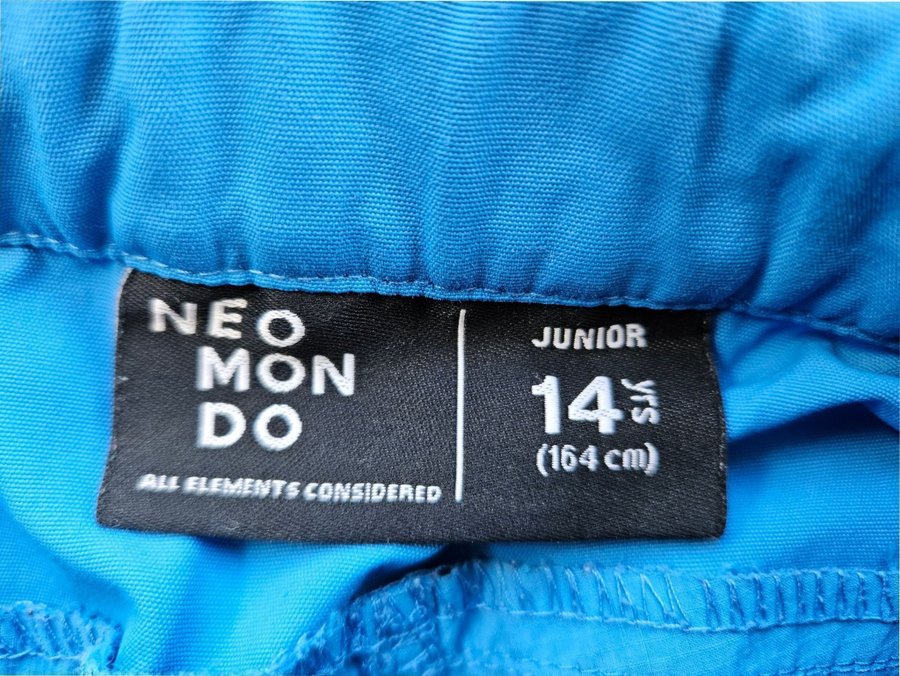 NEO
MON
DO
ALL ELEMENTS CONSIDERED
JUNIOR
14 yrs
(164 cm)